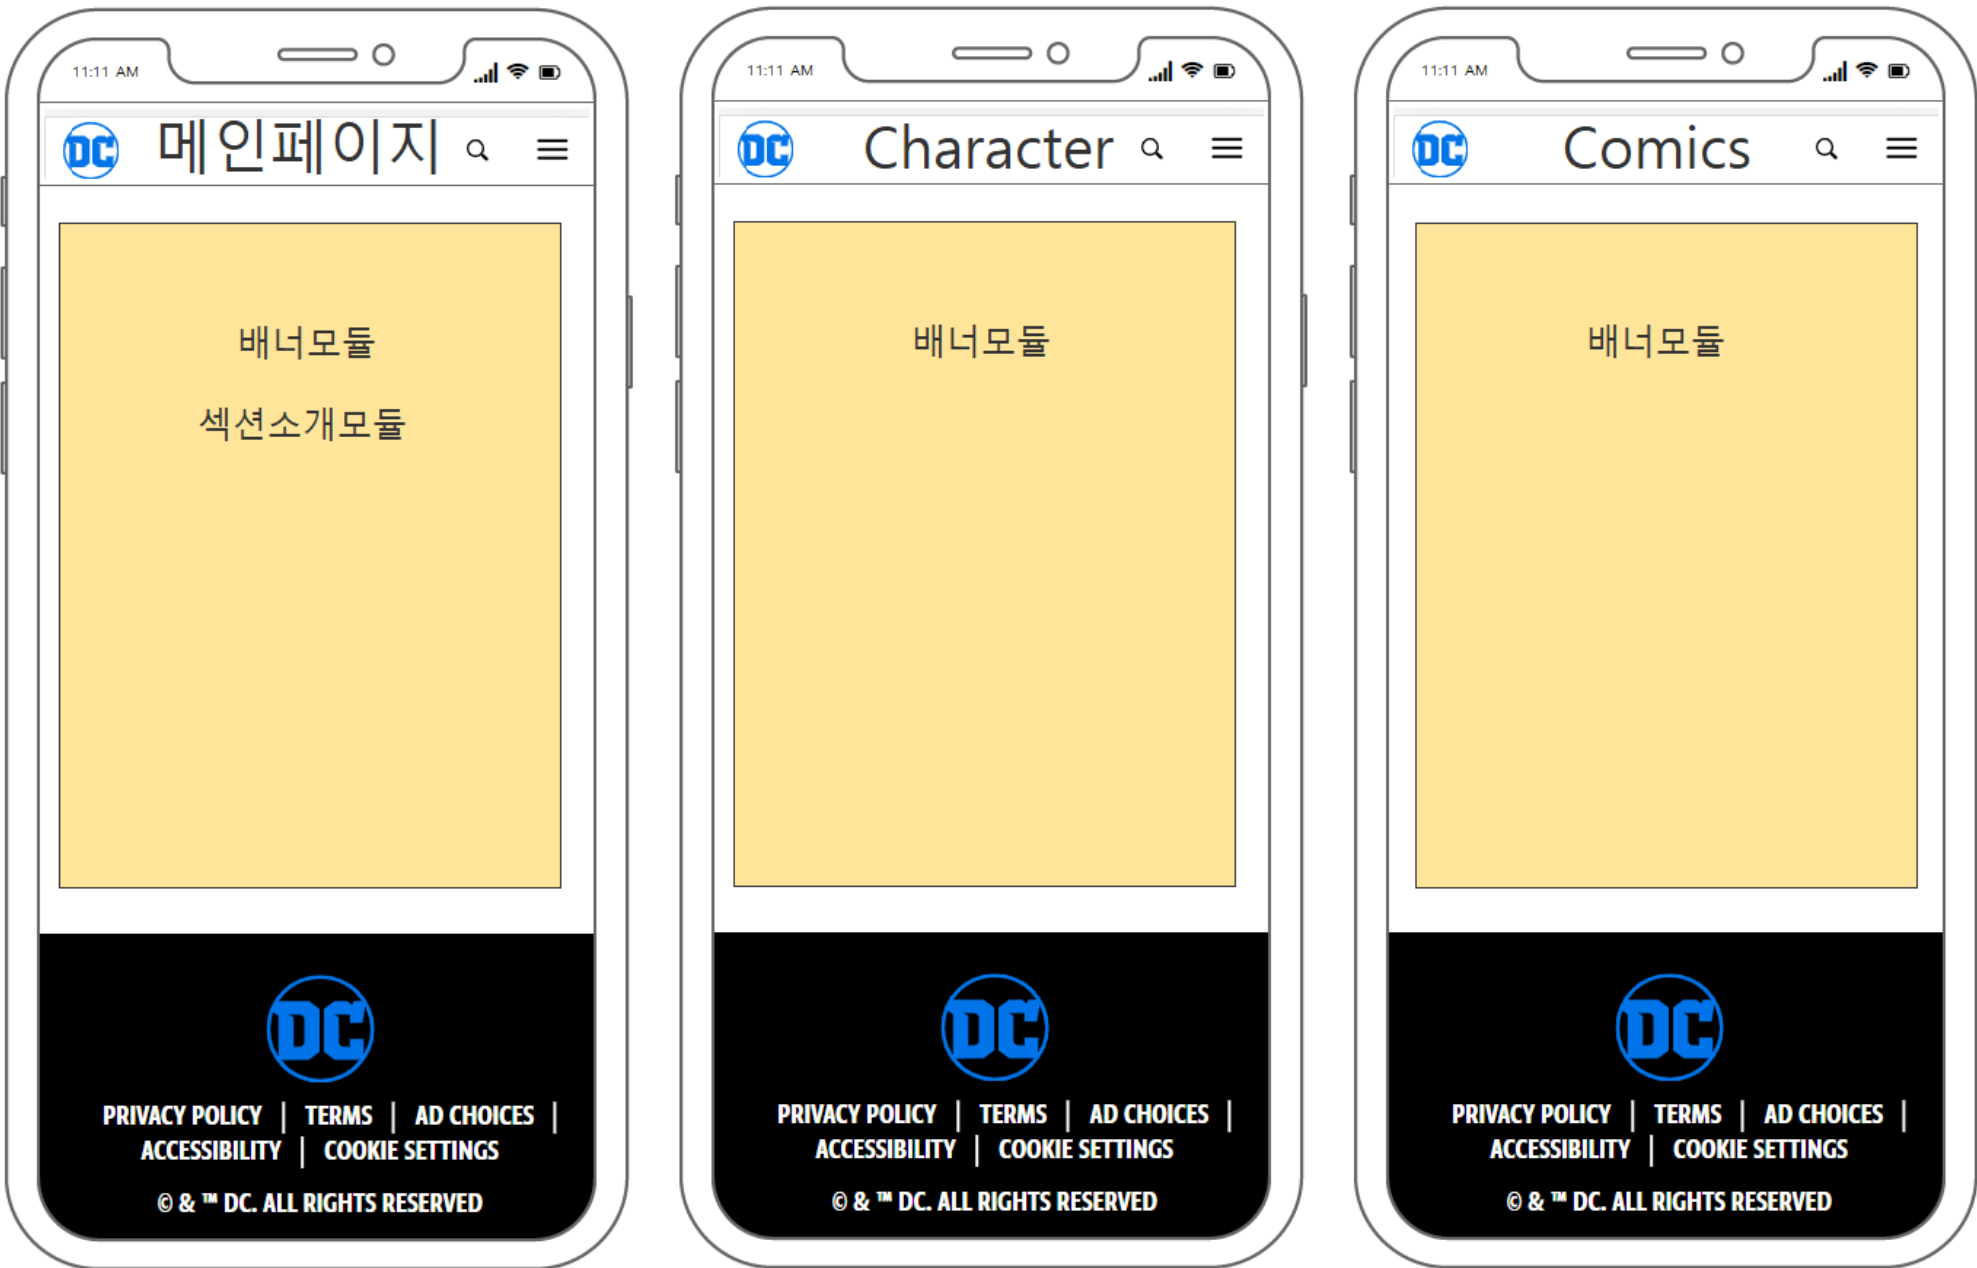 11:11 AM
DC 메인페이지
배너모듈
섹션소개모듈
DC
PRIVACY POLICY | TERMS | AD CHOICES |
ACCESSIBILITY | COOKIE SETTINGS
© & ™ DC. ALL RIGHTS RESERVED
11:11 AM
DC Character
배너모듈
DC
PRIVACY POLICY | TERMS | AD CHOICES |
ACCESSIBILITY | COOKIE SETTINGS
© & ™ DC. ALL RIGHTS RESERVED
11:11 AM
DC Comics
배너모듈
DC
PRIVACY POLICY | TERMS | AD CHOICES |
ACCESSIBILITY | COOKIE SETTINGS
© & ™ DC. ALL RIGHTS RESERVED